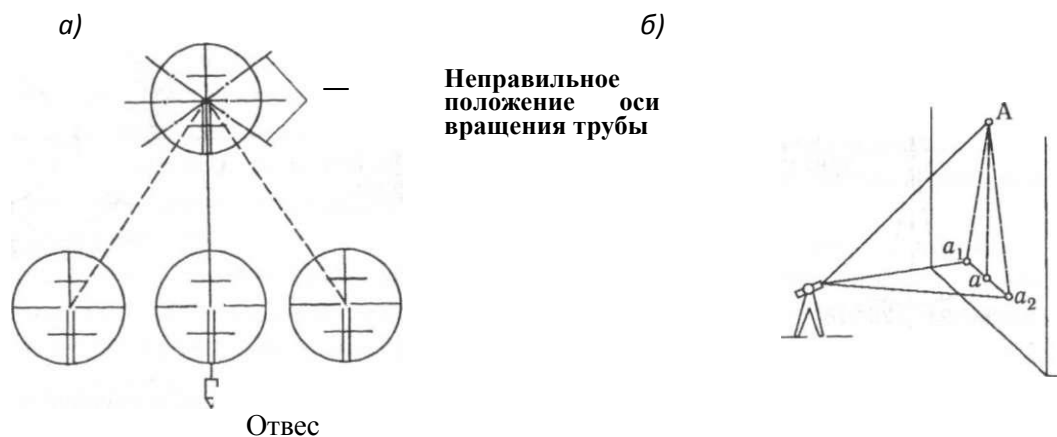 а)
б)
Неправильное
положение оси
вращения трубы
A
a₁
a
a₂
Отвес